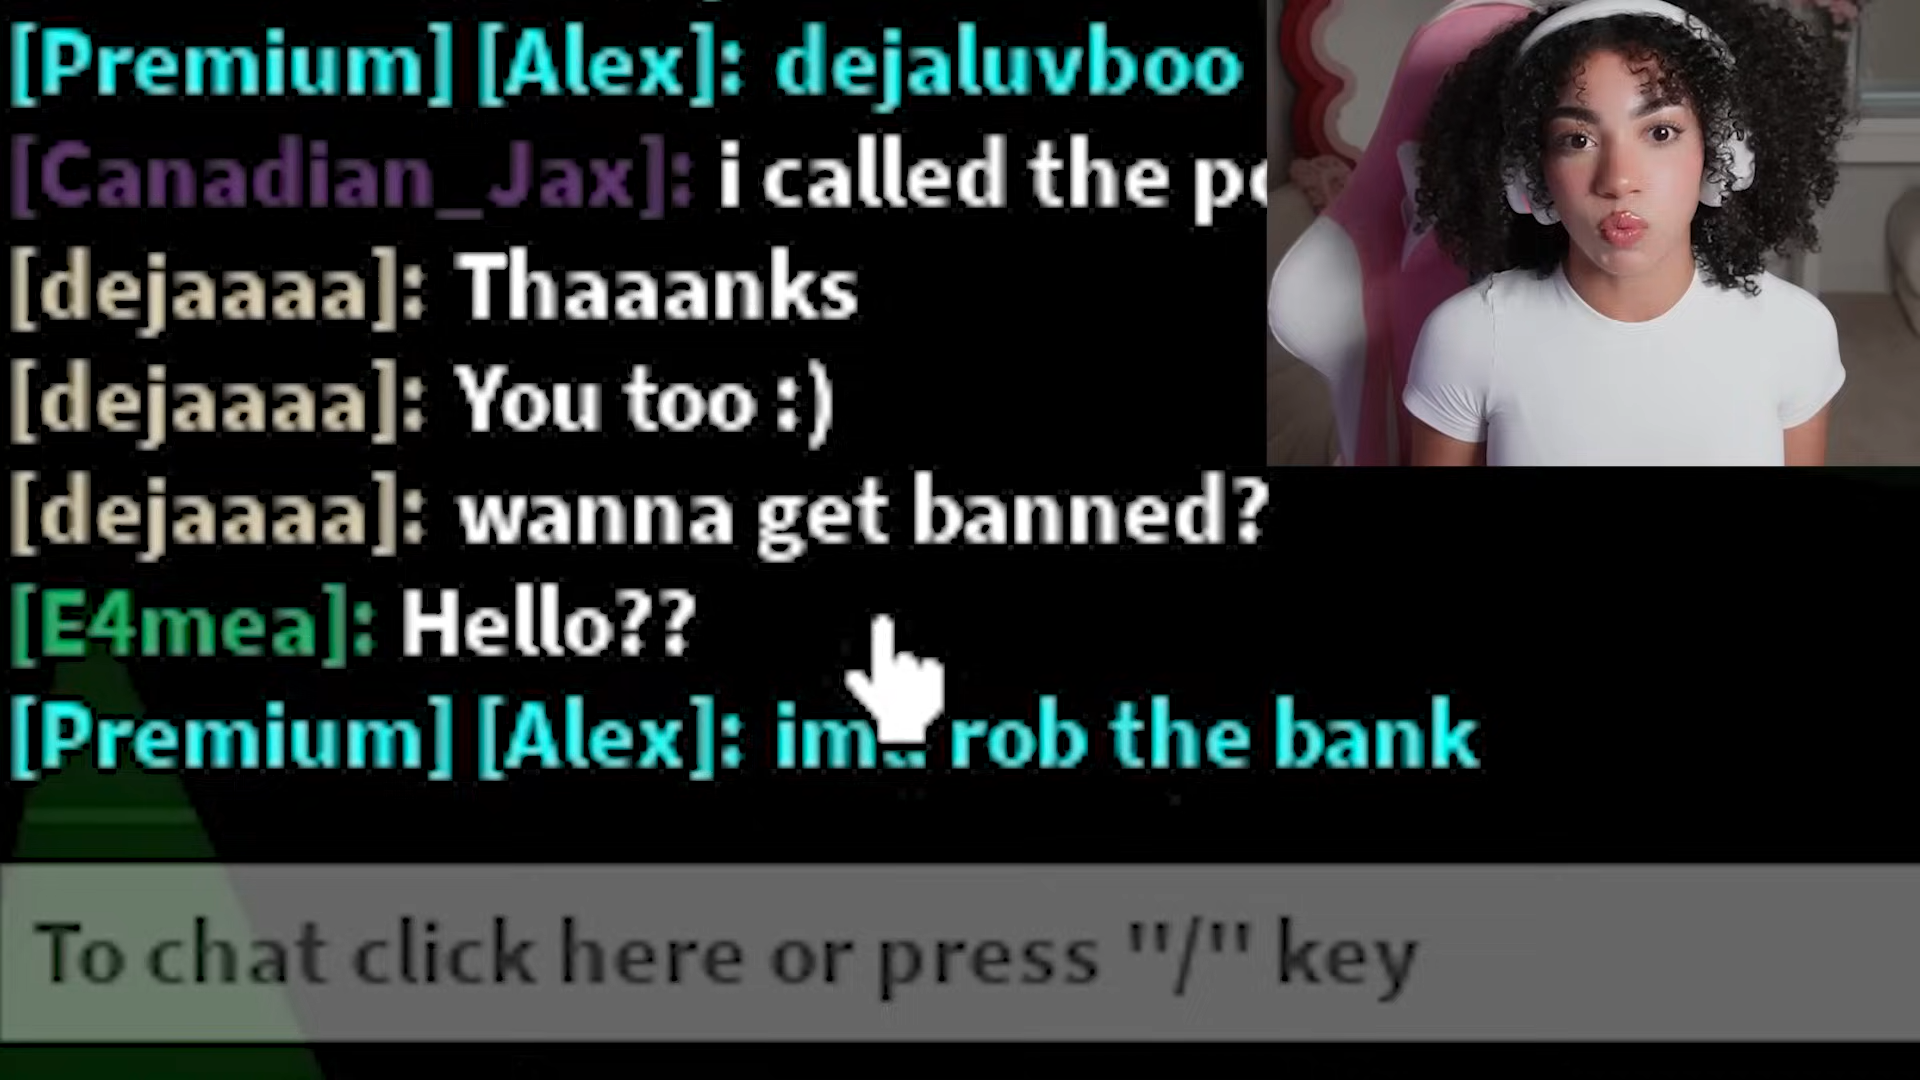 [Premium] [Alex]: dejaluvboo
[Canadian_Jax]: i called the
[dejaaaa]: Thaaanks
[dejaaaa]: You too :)
[dejaaaa]: wanna get banned?
[E4mea]: Hello??
[Premium] [Alex]: rob the bank
To chat click here or press "/" key